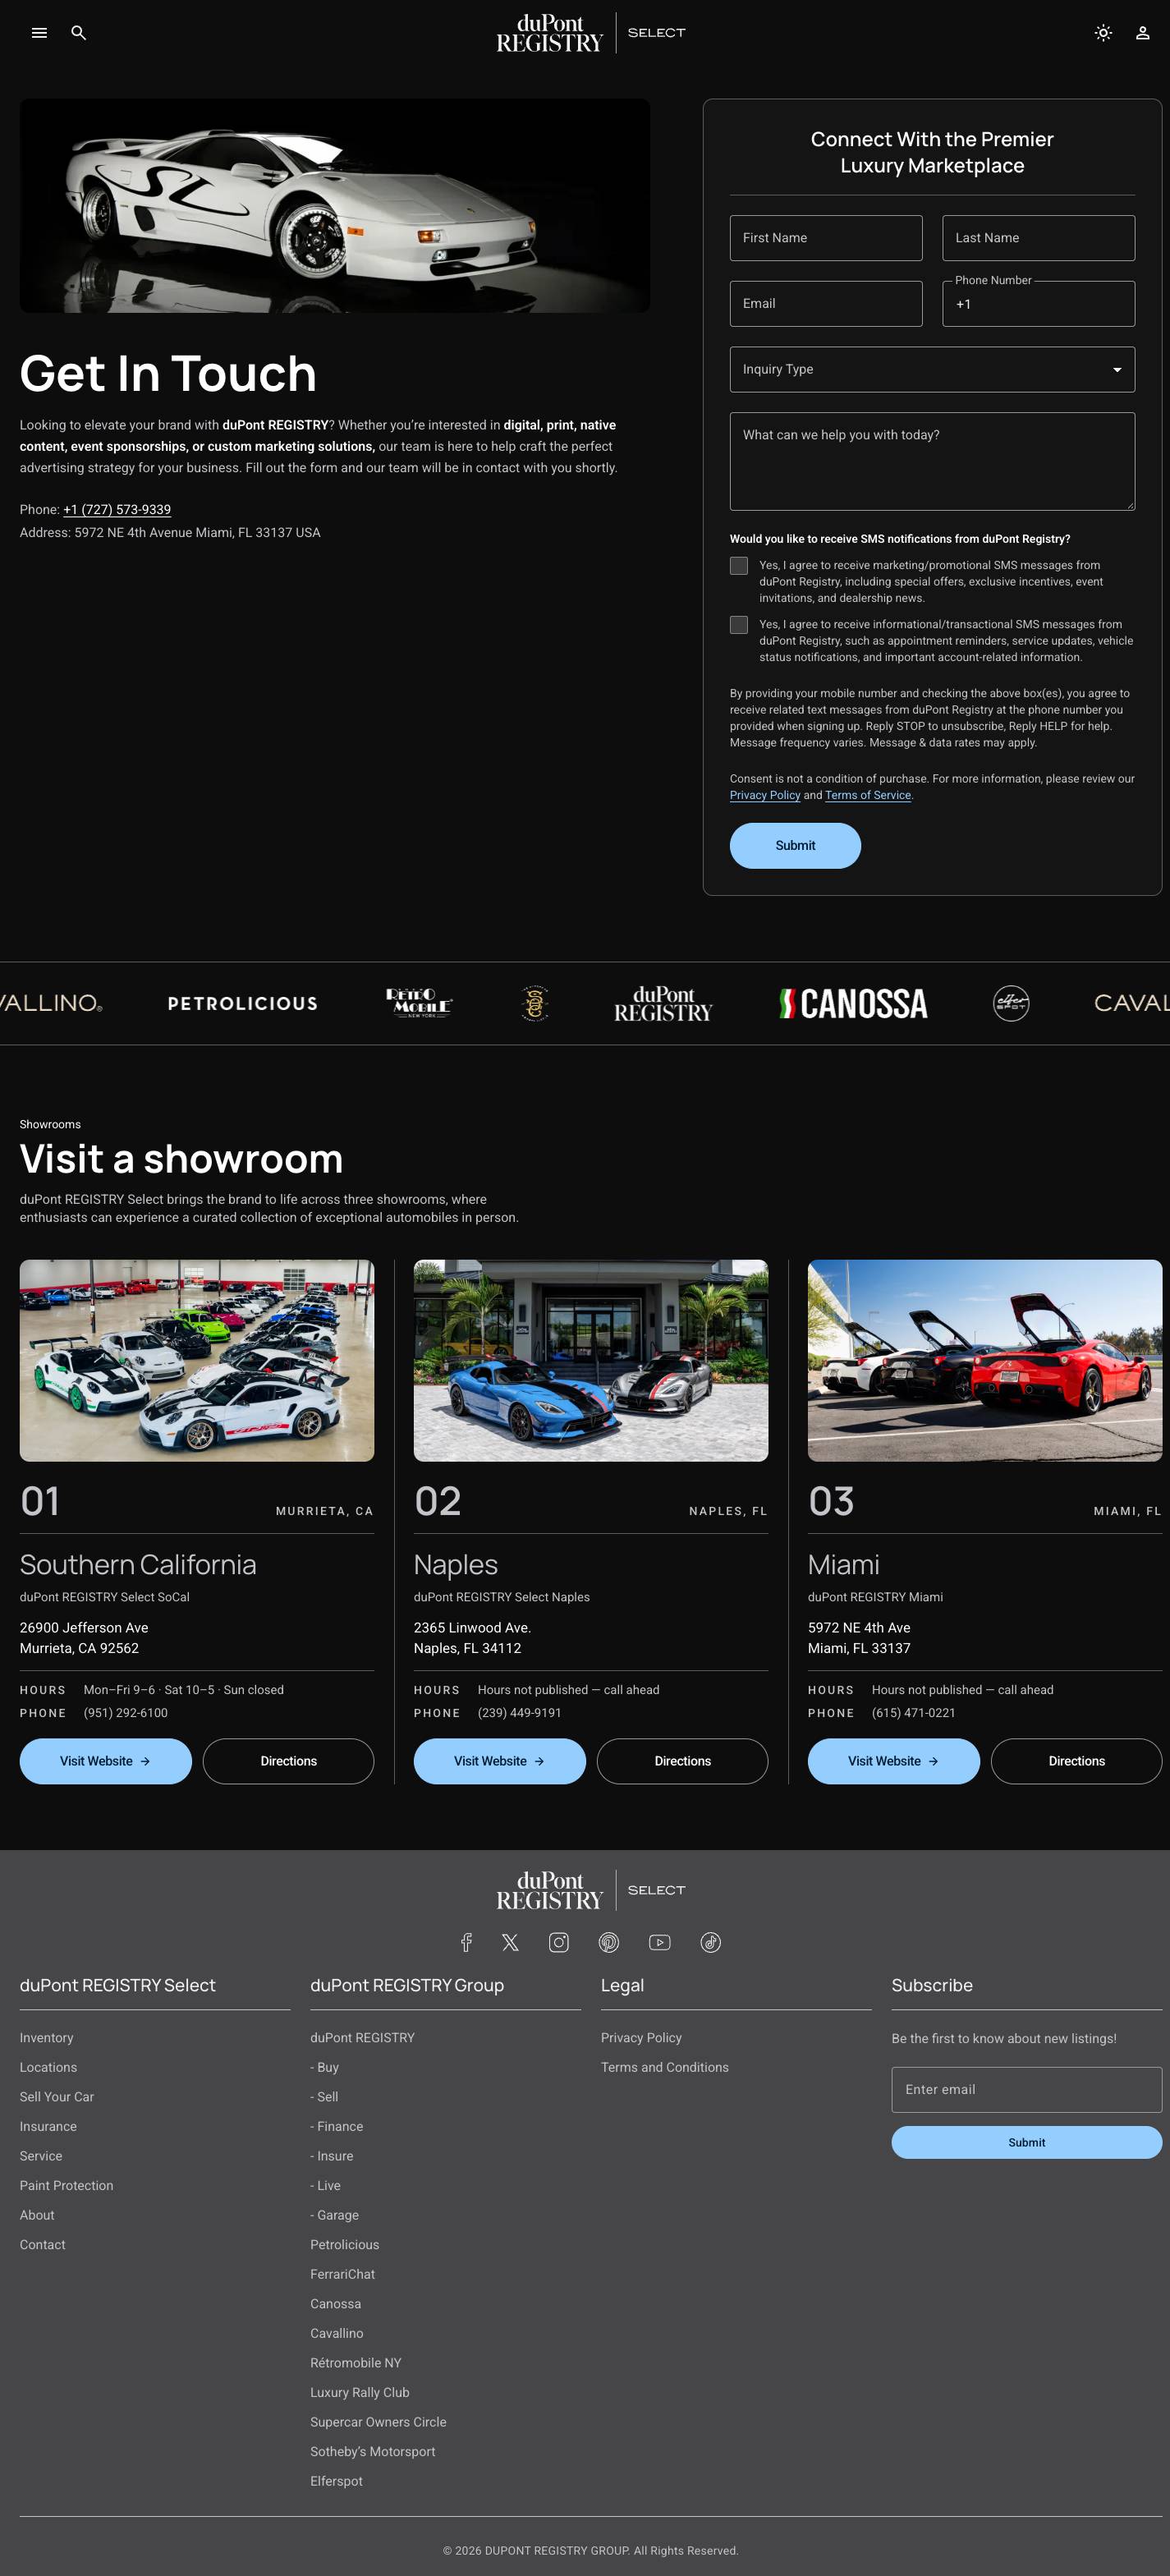 duPont
REGISTRY
SELECT
Get In Touch
Looking to elevate your brand with duPont REGISTRY? Whether you’re interested in digital, print, native
content, event sponsorships, or custom marketing solutions, our team is here to help craft the perfect
advertising strategy for your business. Fill out the form and our team will be in contact with you shortly.
Phone: +1 (727) 573-9339
Address: 5972 NE 4th Avenue Miami, FL 33137 USA
Connect With the Premier
Luxury Marketplace
First Name
Last Name
Email
Phone Number
+1
Inquiry Type
What can we help you with today?
Would you like to receive SMS notifications from duPont Registry?
Yes, I agree to receive marketing/promotional SMS messages from
duPont Registry, including special offers, exclusive incentives, event
invitations, and dealership news.
Yes, I agree to receive informational/transactional SMS messages from
duPont Registry, such as appointment reminders, service updates, vehicle
status notifications, and important account-related information.
By providing your mobile number and checking the above box(es), you agree to
receive related text messages from duPont Registry at the phone number you
provided when signing up. Reply STOP to unsubscribe, Reply HELP for help.
Message frequency varies. Message & data rates may apply.
Consent is not a condition of purchase. For more information, please review our
Privacy Policy and Terms of Service.
Submit
VALLINO®
PETROLICIOUS
RETRO
MOBILE
NEW YORK
duPont
REGISTRY
CANOSSA
elfer
SPOT
CAVAL
Showrooms
Visit a showroom
duPont REGISTRY Select brings the brand to life across three showrooms, where
enthusiasts can experience a curated collection of exceptional automobiles in person.
01
MURRIETA, CA
Southern California
duPont REGISTRY Select SoCal
26900 Jefferson Ave
Murrieta, CA 92562
HOURS Mon–Fri 9–6 · Sat 10–5 · Sun closed
PHONE (951) 292-6100
Visit Website →
Directions
02
NAPLES, FL
Naples
duPont REGISTRY Select Naples
2365 Linwood Ave.
Naples, FL 34112
HOURS Hours not published — call ahead
PHONE (239) 449-9191
Visit Website →
Directions
03
MIAMI, FL
Miami
duPont REGISTRY Miami
5972 NE 4th Ave
Miami, FL 33137
HOURS Hours not published — call ahead
PHONE (615) 471-0221
Visit Website →
Directions
duPont
REGISTRY
SELECT
duPont REGISTRY Select
Inventory
Locations
Sell Your Car
Insurance
Service
Paint Protection
About
Contact
duPont REGISTRY Group
duPont REGISTRY
- Buy
- Sell
- Finance
- Insure
- Live
- Garage
Petrolicious
FerrariChat
Canossa
Cavallino
Rétromobile NY
Luxury Rally Club
Supercar Owners Circle
Sotheby’s Motorsport
Elferspot
Legal
Privacy Policy
Terms and Conditions
Subscribe
Be the first to know about new listings!
Enter email
Submit
© 2026 DUPONT REGISTRY GROUP. All Rights Reserved.